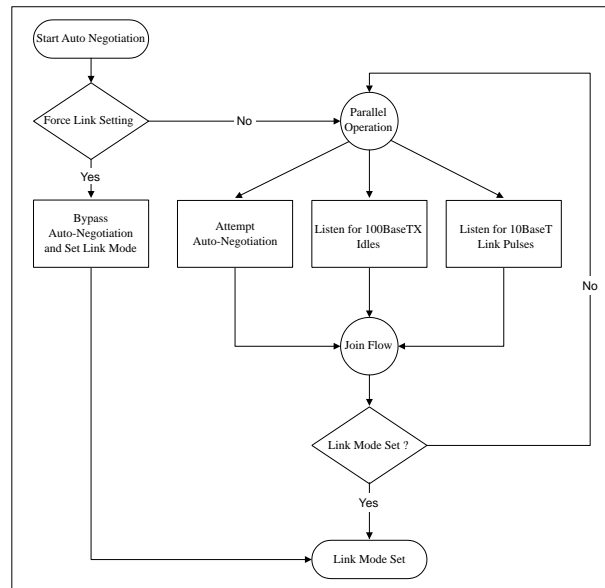 Start Auto Negotiation
Force Link Setting
No
Parallel
Operation
Yes
Bypass
Auto-Negotiation
and Set Link Mode
Attempt
Auto-Negotiation
Listen for 100BaseTX
Idles
Listen for 10BaseT
Link Pulses
No
Join Flow
Link Mode Set ?
Yes
Link Mode Set